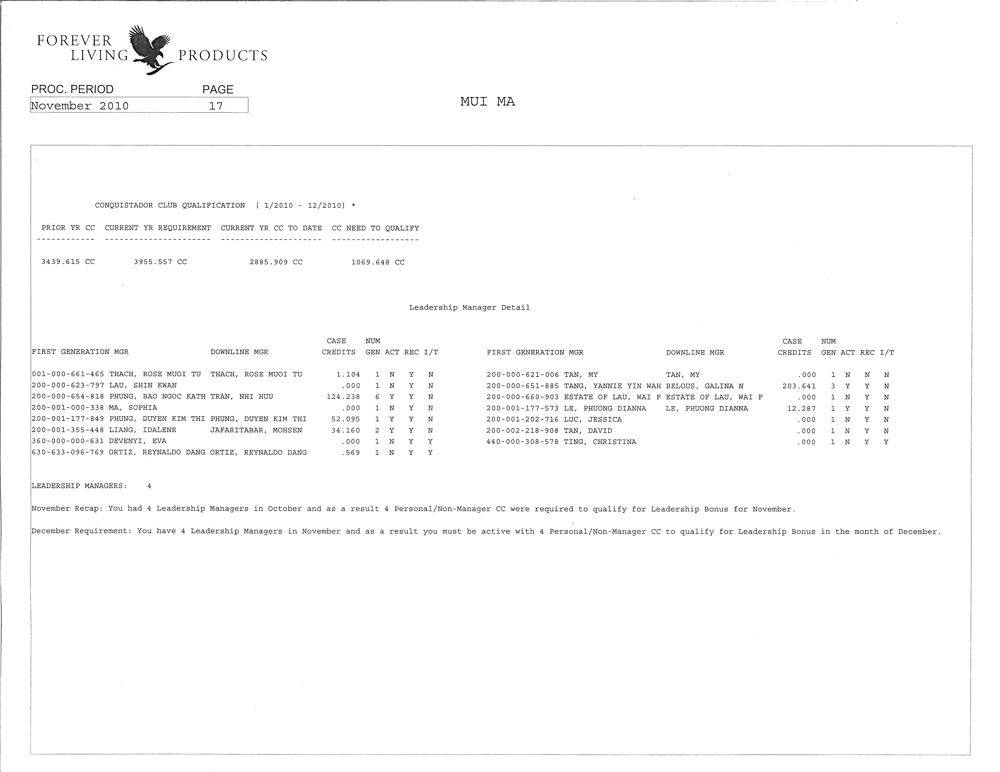 FOREVER
LIVING PRODUCTS
PROC. PERIOD PAGE
November 2010 17
MUI MA
CONQUISTADOR CLUB QUALIFICATION ( 1/2010 - 12/2010) *
PRIOR YR CC CURRENT YR REQUIREMENT CURRENT YR CC TO DATE CC NEED TO QUALIFY
------------ ---------------------- --------------------- ------------------
3439.615 CC 3955.557 CC 2885.909 CC 1069.648 CC
Leadership Manager Detail
CASE NUM CASE NUM
FIRST GENERATION MGR DOWNLINE MGR CREDITS GEN ACT REC I/T FIRST GENERATION MGR DOWNLINE MGR CREDITS GEN ACT REC I/T
001-000-661-465 THACH, ROSE MUOI TU THACH, ROSE MUOI TU 1.104 1 N Y N 200-000-621-006 TAN, MY TAN, MY .000 1 N N N
200-000-623-797 LAU, SHIN KWAN .000 1 N Y N 200-000-651-885 TANG, YANNIE YIN WAH BELOUS, GALINA N 203.641 3 Y Y N
200-000-654-818 PHUNG, BAO NGOC KATH TRAN, NHI HUU 124.238 6 Y Y N 200-000-660-903 ESTATE OF LAU, WAI F ESTATE OF LAU, WAI F .000 1 N Y N
200-001-000-338 MA, SOPHIA .000 1 N Y N 200-001-177-573 LE, PHUONG DIANNA LE, PHUONG DIANNA 12.287 1 Y Y N
200-001-177-849 PHUNG, DUYEN KIM THI PHUNG, DUYEN KIM THI 52.095 1 Y Y N 200-001-202-716 LUC, JESSICA .000 1 N Y N
200-001-355-448 LIANG, IDALENE JAFARITABAR, MOHSEN 34.160 2 Y Y N 200-002-218-908 TAN, DAVID .000 1 N Y N
360-000-000-631 DEVENYI, EVA .000 1 N Y Y 440-000-308-578 TING, CHRISTINA .000 1 N Y Y
630-633-096-769 ORTIZ, REYNALDO DANG ORTIZ, REYNALDO DANG .569 1 N Y Y
LEADERSHIP MANAGERS: 4
November Recap: You had 4 Leadership Managers in October and as a result 4 Personal/Non-Manager CC were required to qualify for Leadership Bonus for November.
December Requirement: You have 4 Leadership Managers in November and as a result you must be active with 4 Personal/Non-Manager CC to qualify for Leadership Bonus in the month of December.